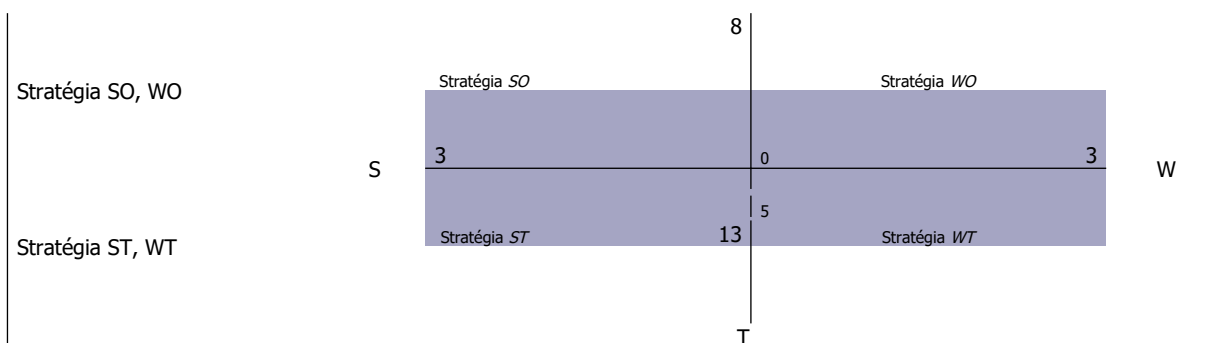 8
Stratégia SO, WO
Stratégia SO
Stratégia WO
S
3
0
3
W
5
Stratégia ST, WT
Stratégia ST
13
Stratégia WT
T